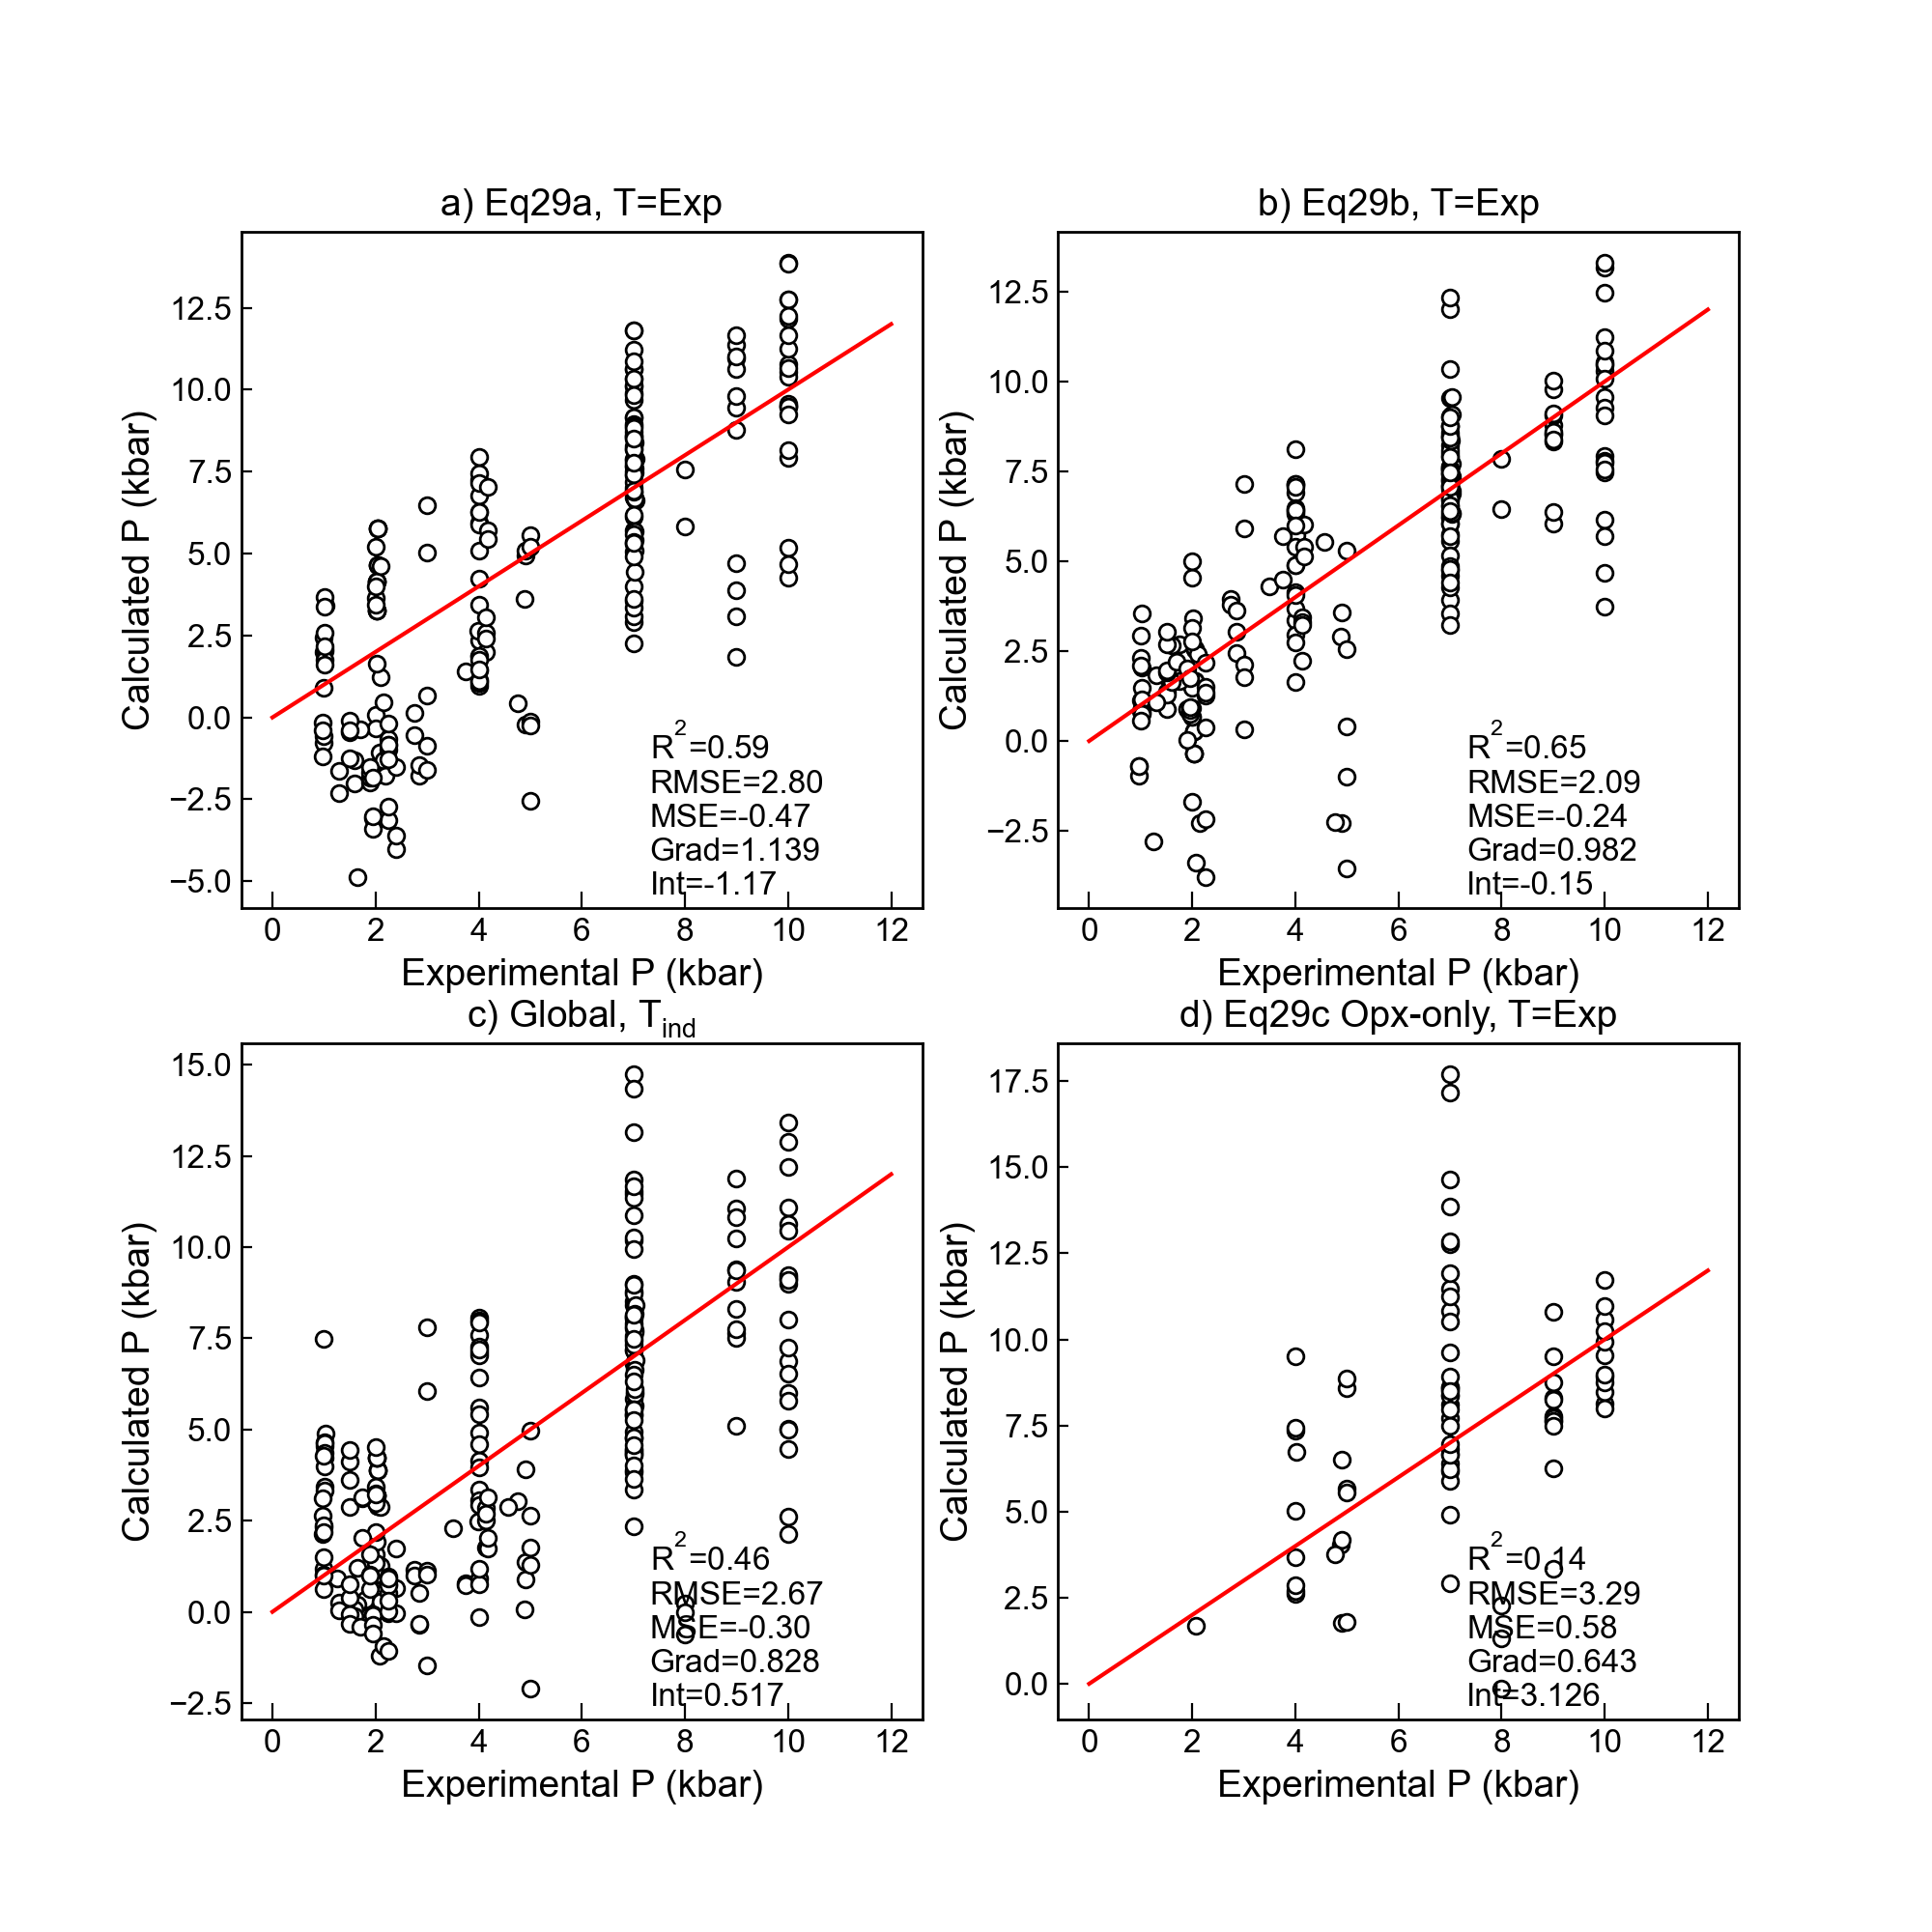 a) Eq29a, T=Exp
12.5
10.0
7.5
5.0
2.5
0.0
−2.5
−5.0
Calculated P (kbar)
R²=0.59
RMSE=2.80
MSE=-0.47
Grad=1.139
Int=-1.17
0 2 4 6 8 10 12
Experimental P (kbar)
b) Eq29b, T=Exp
12.5
10.0
7.5
5.0
2.5
0.0
−2.5
Calculated P (kbar)
R²=0.65
RMSE=2.09
MSE=-0.24
Grad=0.982
Int=-0.15
0 2 4 6 8 10 12
Experimental P (kbar)
c) Global, Tind
15.0
12.5
10.0
7.5
5.0
2.5
0.0
−2.5
Calculated P (kbar)
R²=0.46
RMSE=2.67
MSE=-0.30
Grad=0.828
Int=0.517
0 2 4 6 8 10 12
Experimental P (kbar)
d) Eq29c Opx-only, T=Exp
17.5
15.0
12.5
10.0
7.5
5.0
2.5
0.0
Calculated P (kbar)
R²=0.14
RMSE=3.29
MSE=0.58
Grad=0.643
Int=3.126
0 2 4 6 8 10 12
Experimental P (kbar)